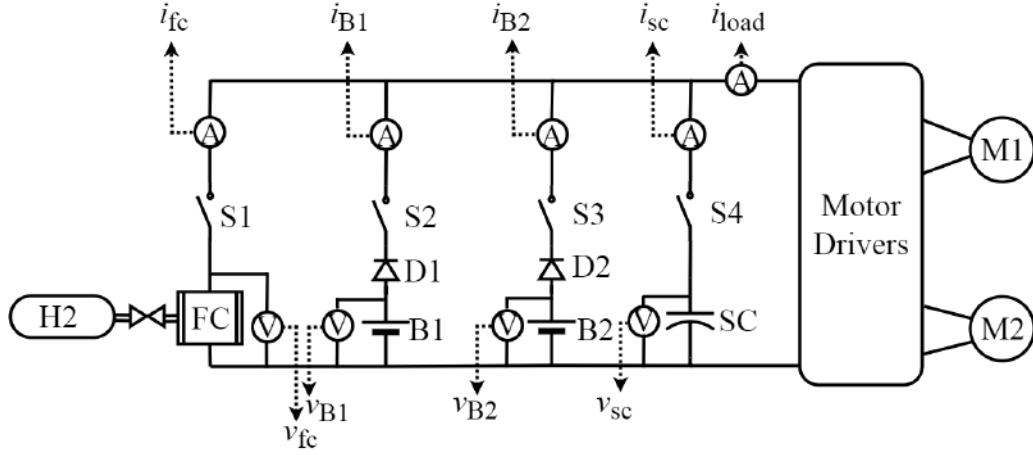 i_fc i_B1 i_B2 i_sc i_load
A
A A A A
S1 S2 S3 S4
D1 D2
Motor
Drivers
M1
H2 FC V V B1 V B2 V SC
M2
v_B1 v_B2 v_sc
v_fc